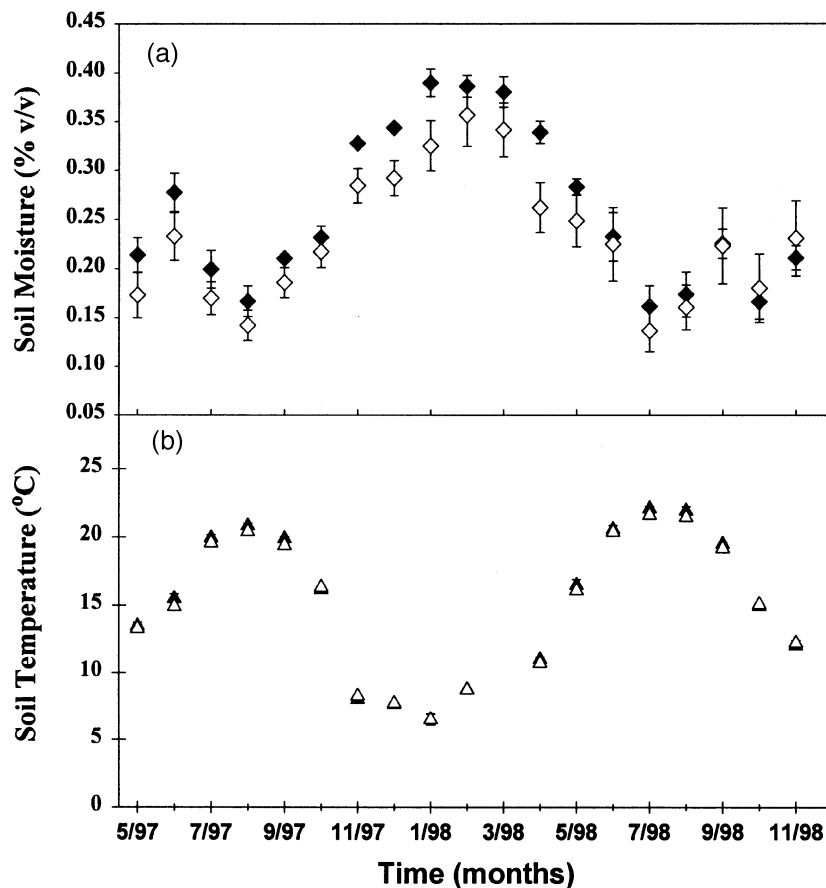 (a)
Soil Moisture (% v/v)
0.45
0.40
0.35
0.30
0.25
0.20
0.15
0.10
0.05
(b)
Soil Temperature (°C)
25
20
15
10
5
0
5/97 7/97 9/97 11/97 1/98 3/98 5/98 7/98 9/98 11/98
Time (months)